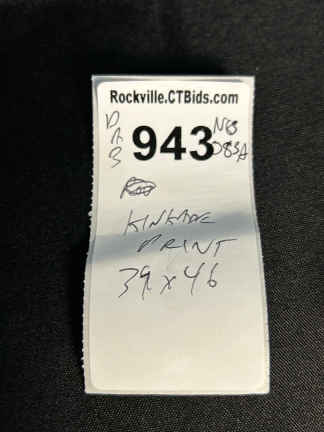 Rockville.CTBids.com
943
KINKADE
PRINT
39 x 46